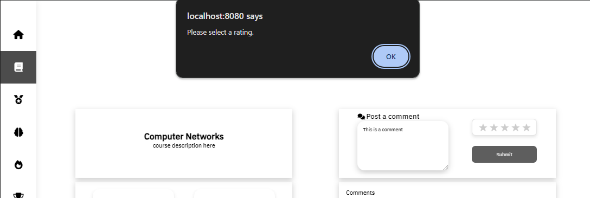 localhost:8080 says
Please select a rating.
OK
Computer Networks
course description here
Post a comment
This is a comment
Submit
Comments